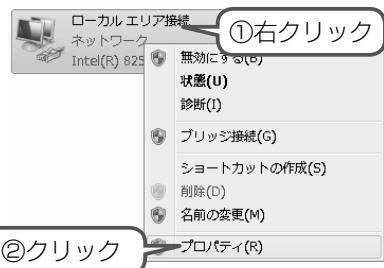 ローカル エリア接続
ネットワーク
Intel(R) 825
①右クリック
無効にする(B)
状態(U)
診断(I)
ブリッジ接続(G)
ショートカットの作成(S)
削除(D)
名前の変更(M)
②クリック
プロパティ(R)